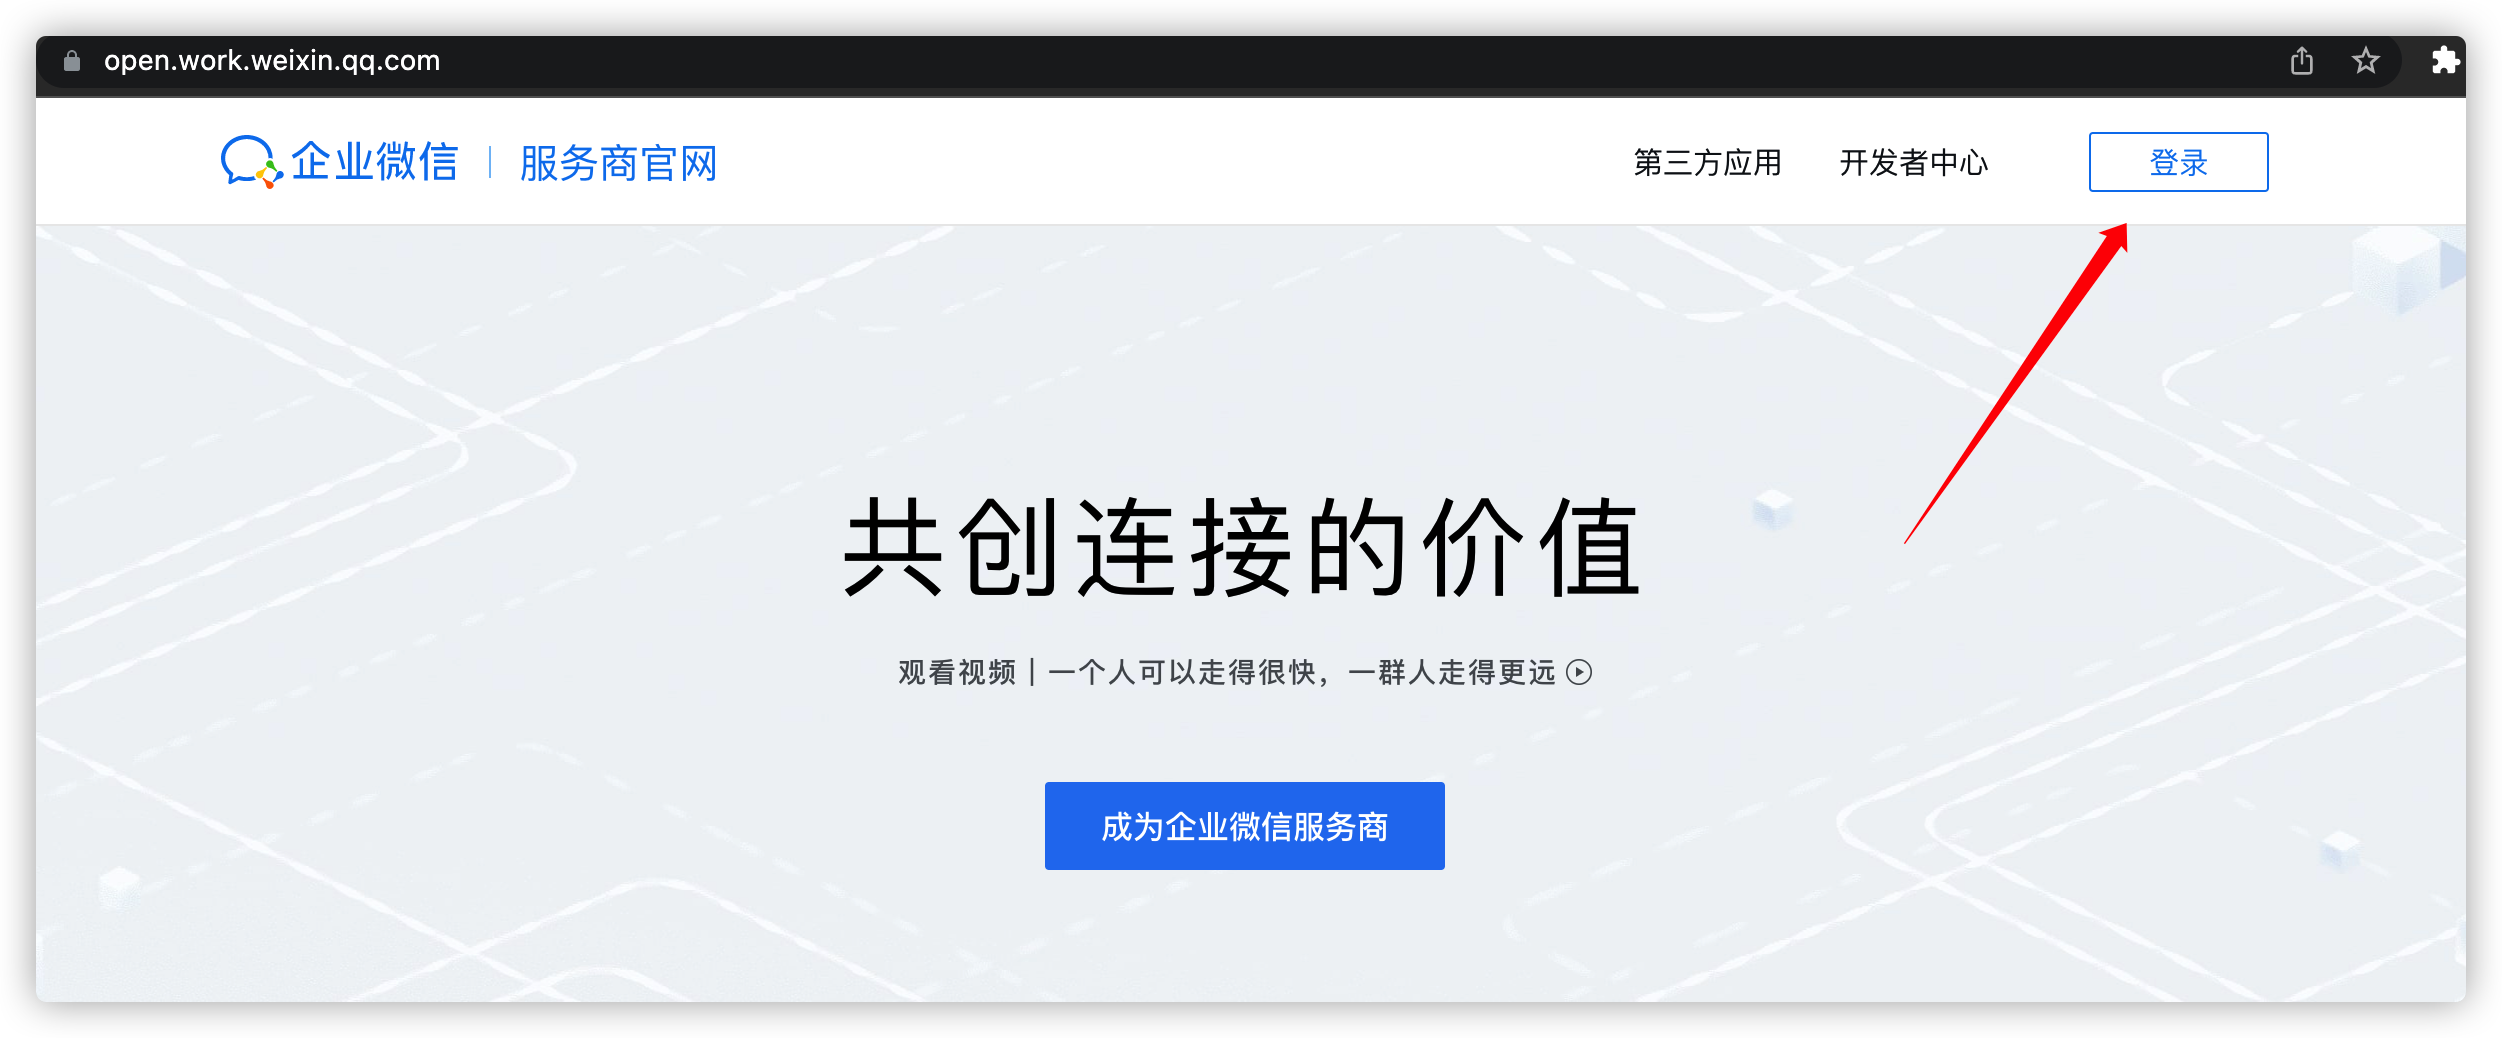 open.work.weixin.qq.com
企业微信 | 服务商官网 第三方应用 开发者中心 登录
共创连接的价值
观看视频 | 一个人可以走得很快，一群人走得更远
成为企业微信服务商